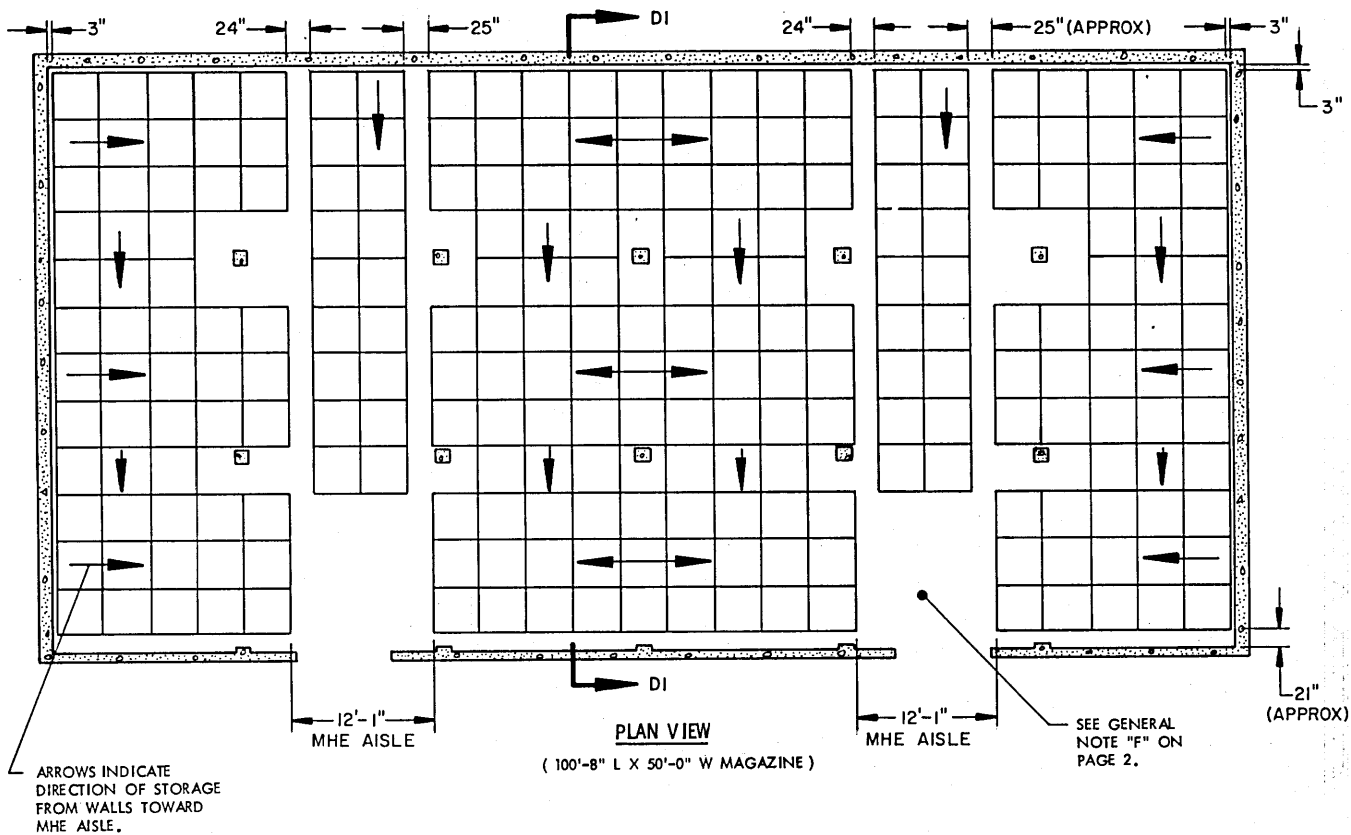 3"
24"
25"
DI
24"
25" (APPROX)
3"
3"
DI
12'-1"
MHE AISLE
PLAN VIEW
( 100'-8" L X 50'-0" W MAGAZINE )
12'-1"
MHE AISLE
SEE GENERAL
NOTE "F" ON
PAGE 2.
21"
(APPROX)
ARROWS INDICATE
DIRECTION OF STORAGE
FROM WALLS TOWARD
MHE AISLE.